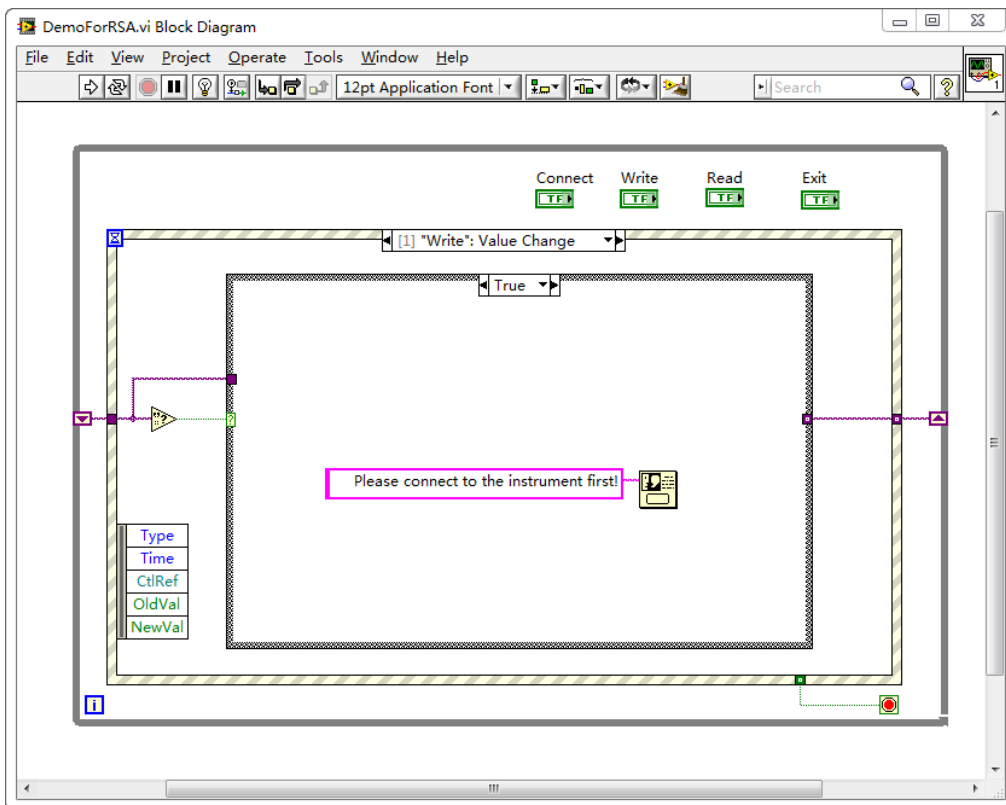 DemoForRSA.vi Block Diagram
File Edit View Project Operate Tools Window Help
12pt Application Font
Search
1
Connect Write Read Exit
TF TF TF TF
[1] "Write": Value Change
True
?
?
Please connect to the instrument first!
Type
Time
CtlRef
OldVal
NewVal
i